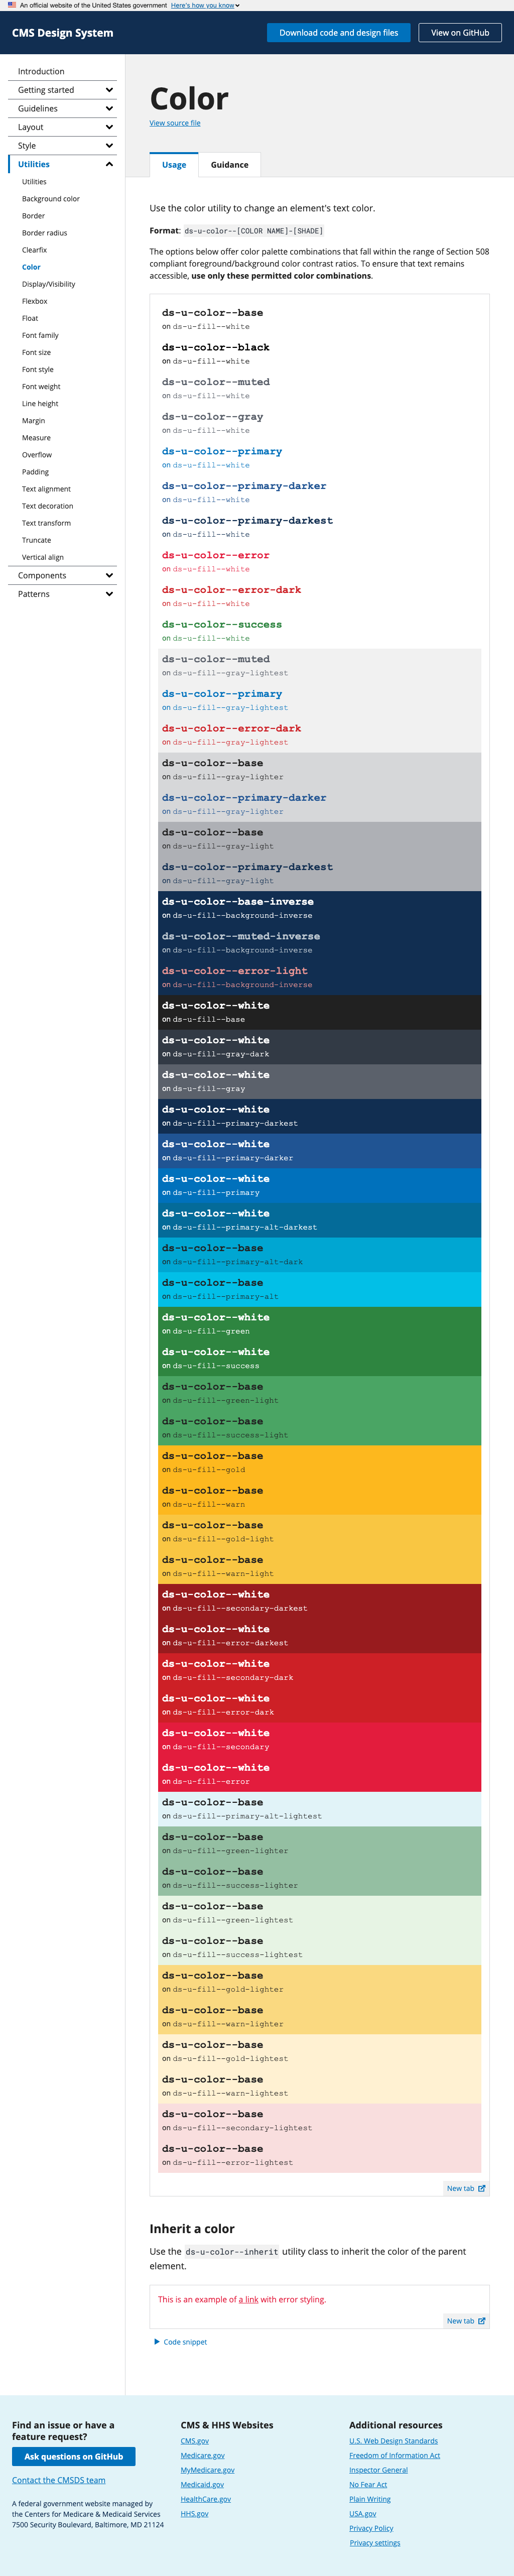 An official website of the United States government Here's how you know
CMS Design System
Download code and design files
View on GitHub
Introduction
Getting started
Guidelines
Layout
Style
Utilities
Utilities
Background color
Border
Border radius
Clearfix
Color
Display/Visibility
Flexbox
Float
Font family
Font size
Font style
Font weight
Line height
Margin
Measure
Overflow
Padding
Text alignment
Text decoration
Text transform
Truncate
Vertical align
Components
Patterns
Color
View source file
Usage
Guidance
Use the color utility to change an element's text color.
Format: ds-u-color--[COLOR NAME]-[SHADE]
The options below offer color palette combinations that fall within the range of Section 508
compliant foreground/background color contrast ratios. To ensure that text remains
accessible, use only these permitted color combinations.
ds-u-color--base
on ds-u-fill--white
ds-u-color--black
on ds-u-fill--white
ds-u-color--muted
on ds-u-fill--white
ds-u-color--gray
on ds-u-fill--white
ds-u-color--primary
on ds-u-fill--white
ds-u-color--primary-darker
on ds-u-fill--white
ds-u-color--primary-darkest
on ds-u-fill--white
ds-u-color--error
on ds-u-fill--white
ds-u-color--error-dark
on ds-u-fill--white
ds-u-color--success
on ds-u-fill--white
ds-u-color--muted
on ds-u-fill--gray-lightest
ds-u-color--primary
on ds-u-fill--gray-lightest
ds-u-color--error-dark
on ds-u-fill--gray-lightest
ds-u-color--base
on ds-u-fill--gray-lighter
ds-u-color--primary-darker
on ds-u-fill--gray-lighter
ds-u-color--base
on ds-u-fill--gray-light
ds-u-color--primary-darkest
on ds-u-fill--gray-light
ds-u-color--base-inverse
on ds-u-fill--background-inverse
ds-u-color--muted-inverse
on ds-u-fill--background-inverse
ds-u-color--error-light
on ds-u-fill--background-inverse
ds-u-color--white
on ds-u-fill--base
ds-u-color--white
on ds-u-fill--gray-dark
ds-u-color--white
on ds-u-fill--gray
ds-u-color--white
on ds-u-fill--primary-darkest
ds-u-color--white
on ds-u-fill--primary-darker
ds-u-color--white
on ds-u-fill--primary
ds-u-color--white
on ds-u-fill--primary-alt-darkest
ds-u-color--base
on ds-u-fill--primary-alt-dark
ds-u-color--base
on ds-u-fill--primary-alt
ds-u-color--white
on ds-u-fill--green
ds-u-color--white
on ds-u-fill--success
ds-u-color--base
on ds-u-fill--green-light
ds-u-color--base
on ds-u-fill--success-light
ds-u-color--base
on ds-u-fill--gold
ds-u-color--base
on ds-u-fill--warn
ds-u-color--base
on ds-u-fill--gold-light
ds-u-color--base
on ds-u-fill--warn-light
ds-u-color--white
on ds-u-fill--secondary-darkest
ds-u-color--white
on ds-u-fill--error-darkest
ds-u-color--white
on ds-u-fill--secondary-dark
ds-u-color--white
on ds-u-fill--error-dark
ds-u-color--white
on ds-u-fill--secondary
ds-u-color--white
on ds-u-fill--error
ds-u-color--base
on ds-u-fill--primary-alt-lightest
ds-u-color--base
on ds-u-fill--green-lighter
ds-u-color--base
on ds-u-fill--success-lighter
ds-u-color--base
on ds-u-fill--green-lightest
ds-u-color--base
on ds-u-fill--success-lightest
ds-u-color--base
on ds-u-fill--gold-lighter
ds-u-color--base
on ds-u-fill--warn-lighter
ds-u-color--base
on ds-u-fill--gold-lightest
ds-u-color--base
on ds-u-fill--warn-lightest
ds-u-color--base
on ds-u-fill--secondary-lightest
ds-u-color--base
on ds-u-fill--error-lightest
New tab
Inherit a color
Use the ds-u-color--inherit utility class to inherit the color of the parent
element.
This is an example of a link with error styling.
New tab
Code snippet
Find an issue or have a
feature request?
Ask questions on GitHub
Contact the CMSDS team
A federal government website managed by
the Centers for Medicare & Medicaid Services
7500 Security Boulevard, Baltimore, MD 21124
CMS & HHS Websites
CMS.gov
Medicare.gov
MyMedicare.gov
Medicaid.gov
HealthCare.gov
HHS.gov
Additional resources
U.S. Web Design Standards
Freedom of Information Act
Inspector General
No Fear Act
Plain Writing
USA.gov
Privacy Policy
Privacy settings